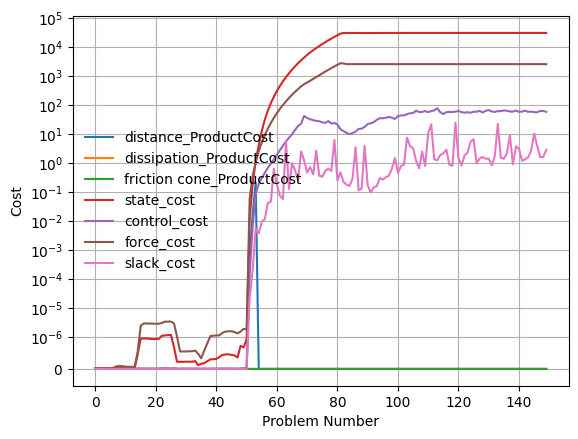 10^5
10^4
10^3
10^2
10^1
10^0
10^-1
10^-2
10^-3
10^-4
10^-5
10^-6
0
Cost
distance_ProductCost
dissipation_ProductCost
friction cone_ProductCost
state_cost
control_cost
force_cost
slack_cost
0 20 40 60 80 100 120 140
Problem Number